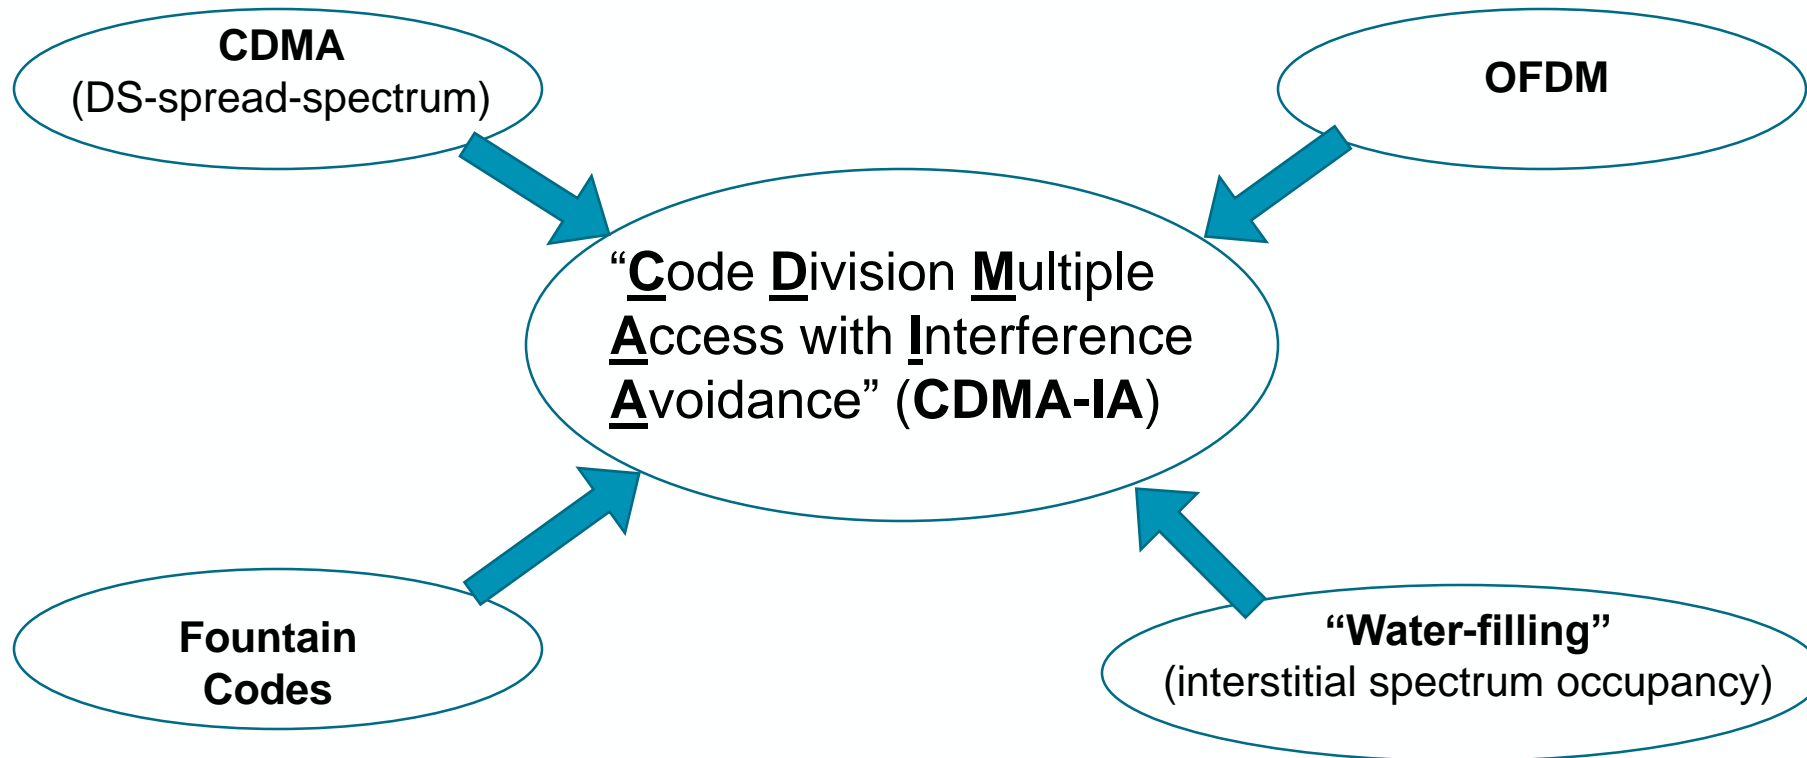 CDMA
(DS-spread-spectrum)
OFDM
“Code Division Multiple
Access with Interference
Avoidance” (CDMA-IA)
Fountain
Codes
“Water-filling”
(interstitial spectrum occupancy)